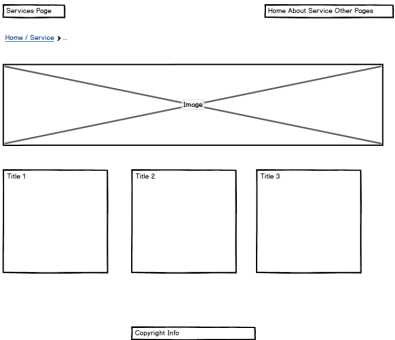 Services Page
Home About Service Other Pages
Home / Service > ..
Image
Title 1
Title 2
Title 3
Copyright Info